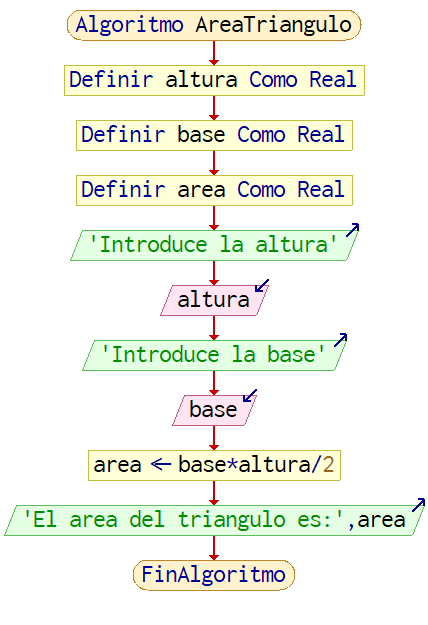 Algoritmo AreaTriangulo
Definir altura Como Real
Definir base Como Real
Definir area Como Real
'Introduce la altura'
altura
'Introduce la base'
base
area ← base*altura/2
'El area del triangulo es:',area
FinAlgoritmo